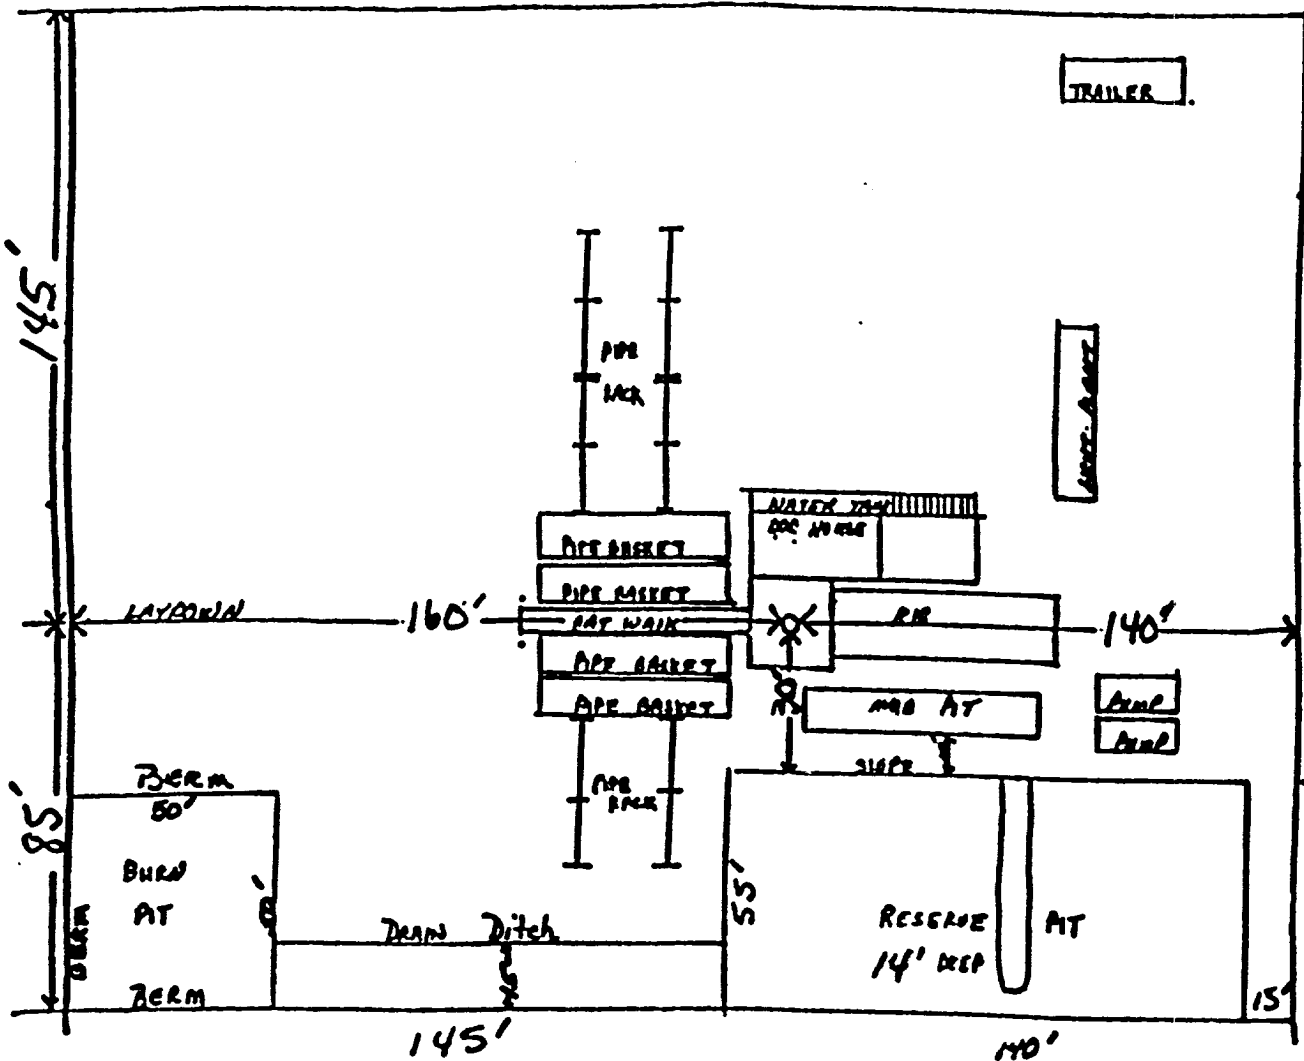 TRAILER
145'
PIPE
RACK
WATER TANK
DOG HOUSE
PIPE BASKET
PIPE BASKET
LAYDOWN
160'
CAT WALK
RIG
140'
PIPE BASKET
PIPE BASKET
MUD PIT
PUMP
PUMP
SLOPE
BERM
50'
85'
PIPE
RACK
BURN
PIT
BERM
55'
DRAIN Ditch
RESERVE PIT
14' DEEP
BERM
15'
145'
140'